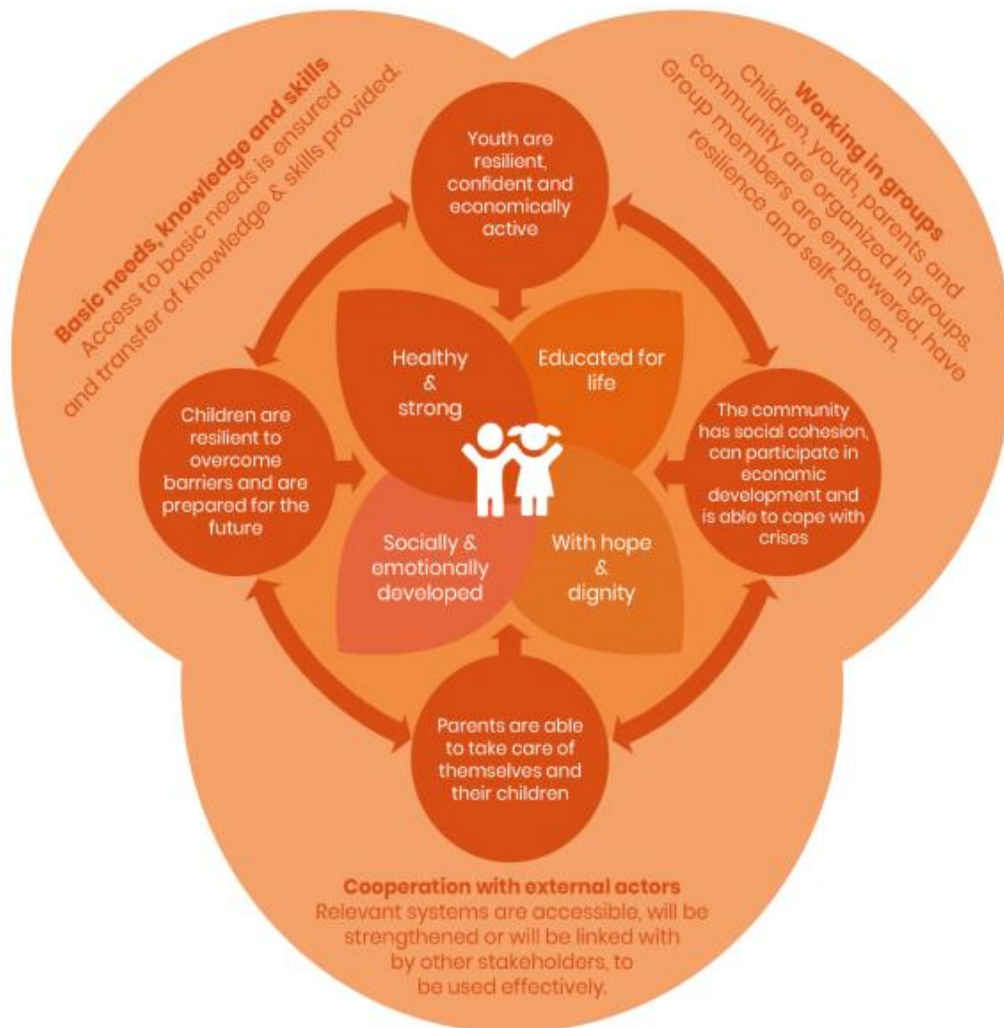 Basic needs, knowledge and skills
Access to basic needs is ensured
and transfer of knowledge & skills provided.
Working in groups
Children, youth, parents and
community are organized in groups.
Group members are empowered, have
resilience and self-esteem.
Youth are
resilient,
confident and
economically
active
Healthy
&
strong
Educated for
life
Children are
resilient to
overcome
barriers and are
prepared for the
future
The community
has social cohesion,
can participate in
economic
development and
is able to cope with
crises
Socially &
emotionally
developed
With hope
&
dignity
Parents are able
to take care of
themselves and
their children
Cooperation with external actors
Relevant systems are accessible, will be
strengthened or will be linked with
by other stakeholders, to
be used effectively.